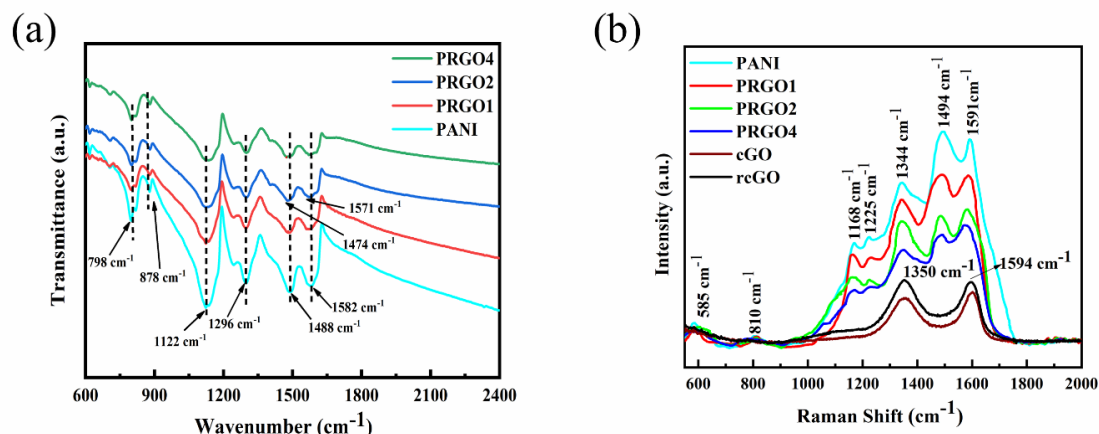 (a)
PRGO4
PRGO2
PRGO1
PANI
Transmittance (a.u.)
798 cm-1
878 cm-1
1122 cm-1
1296 cm-1
1488 cm-1
1474 cm-1
1571 cm-1
1582 cm-1
600 900 1200 1500 1800 2100 2400
Wavenumber (cm-1)
(b)
PANI
PRGO1
PRGO2
PRGO4
cGO
rcGO
Intensity (a.u.)
585 cm-1
810 cm-1
1168 cm-1
1225 cm-1
1344 cm-1
1494 cm-1
1591cm-1
1350 cm-1
1594 cm-1
600 800 1000 1200 1400 1600 1800 2000
Raman Shift (cm-1)